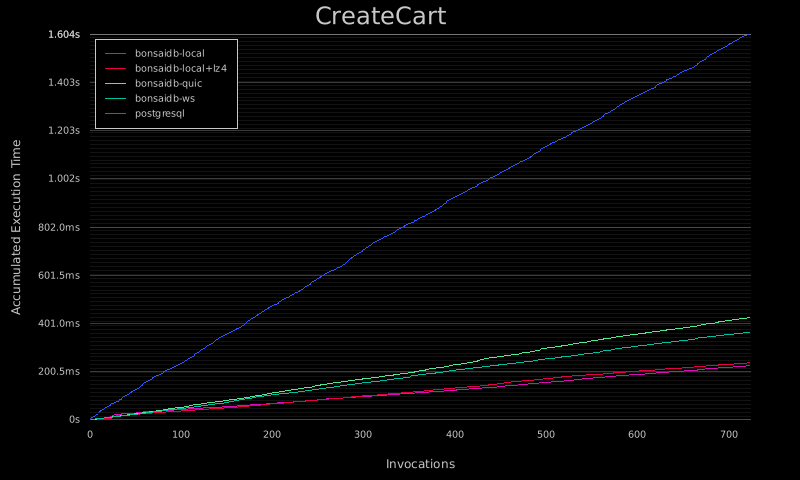 CreateCart
1.604s
bonsaidb-local
bonsaidb-local+lz4
bonsaidb-quic
bonsaidb-ws
postgresql
1.403s
1.203s
1.002s
802.0ms
601.5ms
401.0ms
200.5ms
0s
Accumulated Execution Time
0 100 200 300 400 500 600 700
Invocations